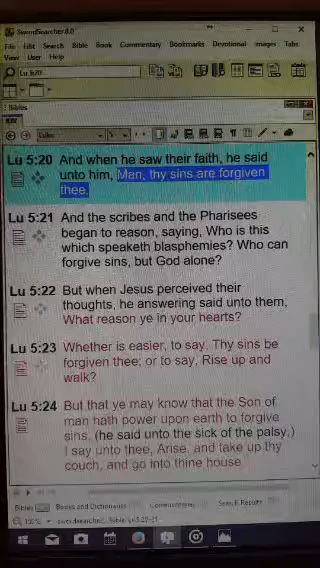 SwordSearcher 8.0
File Edit Search Bible Book Commentary Bookmarks Devotional Images Tabs
View User Help
Lu 5:20
Bibles
KJV
Lu 5:20 And when he saw their faith, he said
unto him, Man, thy sins are forgiven
thee.
Lu 5:21 And the scribes and the Pharisees
began to reason, saying, Who is this
which speaketh blasphemies? Who can
forgive sins, but God alone?
Lu 5:22 But when Jesus perceived their
thoughts, he answering said unto them,
What reason ye in your hearts?
Lu 5:23 Whether is easier, to say, Thy sins be
forgiven thee; or to say, Rise up and
walk?
Lu 5:24 But that ye may know that the Son of
man hath power upon earth to forgive
sins, (he said unto the sick of the palsy,)
I say unto thee, Arise, and take up thy
couch, and go into thine house.
Bibles Books and Dictionaries Commentaries Search Results